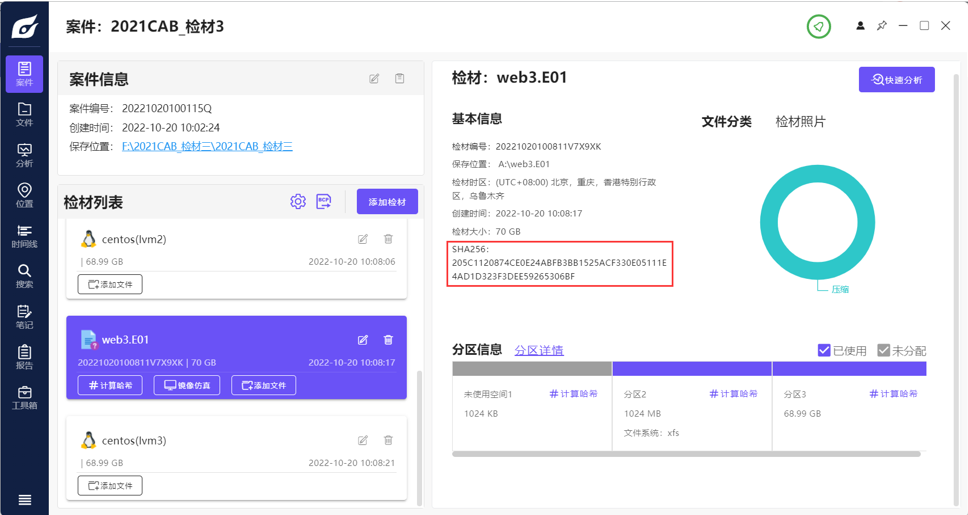 案件：2021CAB_检材3
案件
文件
分析
位置
时间线
搜索
笔记
报告
工具箱
案件信息
案件编号： 20221020100115Q
创建时间： 2022-10-20 10:02:24
保存位置： F:\2021CAB_检材三\2021CAB_检材三
检材列表
BCP
添加检材
centos(lvm2)
| 68.99 GB
2022-10-20 10:08:06
添加文件
web3.E01
20221020100811V7X9XK | 70 GB
2022-10-20 10:08:17
计算哈希
镜像仿真
添加文件
centos(lvm3)
| 68.99 GB
2022-10-20 10:08:21
添加文件
检材：web3.E01
快速分析
基本信息
检材编号：20221020100811V7X9XK
保存位置： A:\web3.E01
检材时区：(UTC+08:00) 北京，重庆，香港特别行政
区，乌鲁木齐
创建时间：2022-10-20 10:08:17
检材大小：70 GB
SHA256：
205C1120874CE0E24ABFB3BB1525ACF330E05111E
4AD1D323F3DEE59265306BF
文件分类
检材照片
压缩
分区信息
分区详情
已使用
未分配
未使用空间1
计算哈希
1024 KB
分区2
计算哈希
1024 MB
文件系统：xfs
分区3
计算哈希
68.99 GB